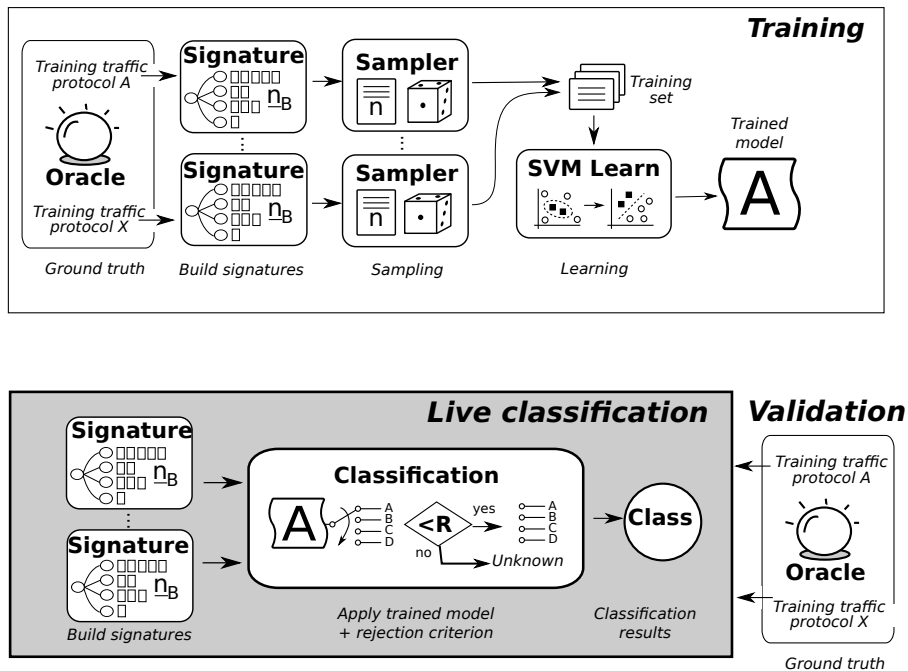 Training
Training traffic
protocol A
Oracle
Training traffic
protocol X
Ground truth
Signature
n_B
Signature
n_B
Build signatures
Sampler
n
Sampler
n
Sampling
Training
set
SVM Learn
Learning
Trained
model
A
Live classification
Signature
n_B
Signature
n_B
Build signatures
Classification
A
A
B
C
D
<R
yes
no
A
B
C
D
Unknown
Apply trained model
+ rejection criterion
Class
Classification
results
Validation
Training traffic
protocol A
Oracle
Training traffic
protocol X
Ground truth